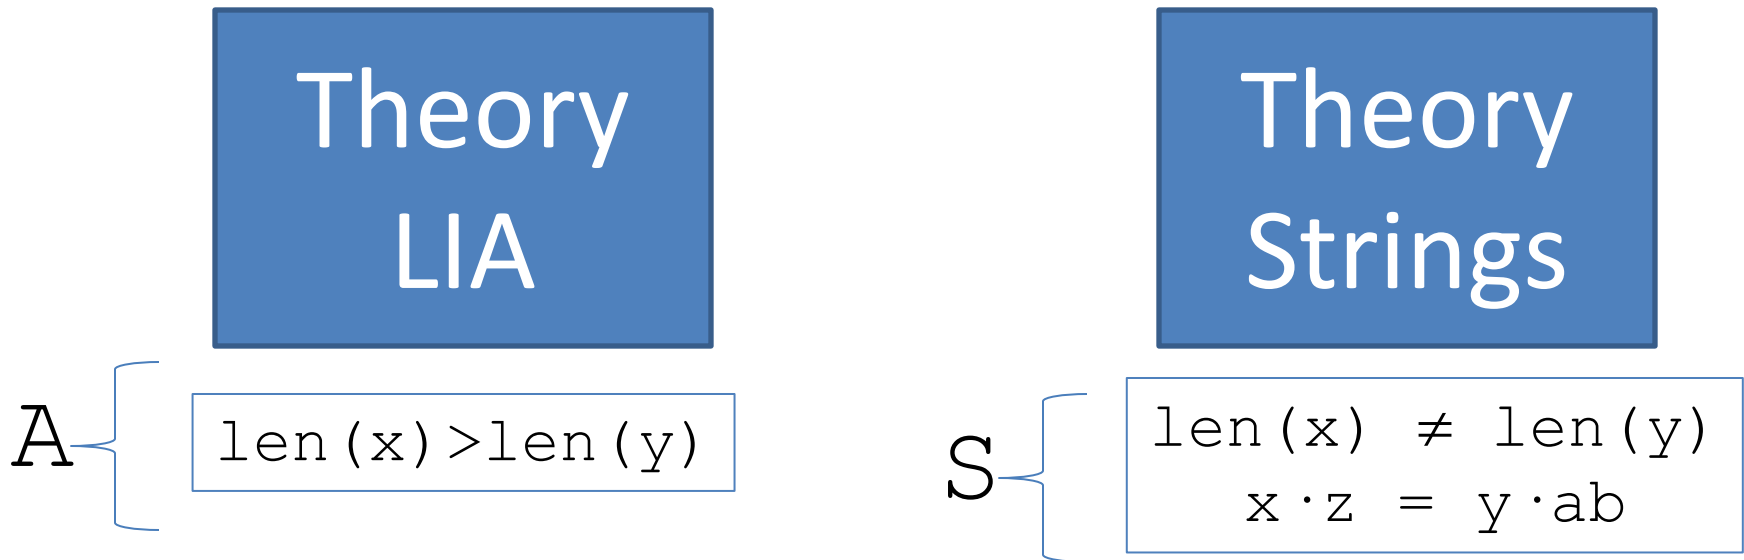 Theory
LIA
Theory
Strings
A
len(x)>len(y)
S
len(x) ≠ len(y)
x·z = y·ab